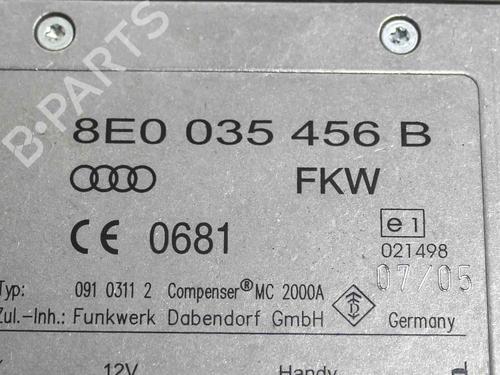 B-PARTS
8E0 035 456 B
FKW
CE 0681
e1
021498
07/05
Typ: 091 0311 2 Compenser® MC 2000A
Zul.-Inh.: Funkwerk Dabendorf GmbH Germany
12V Handy